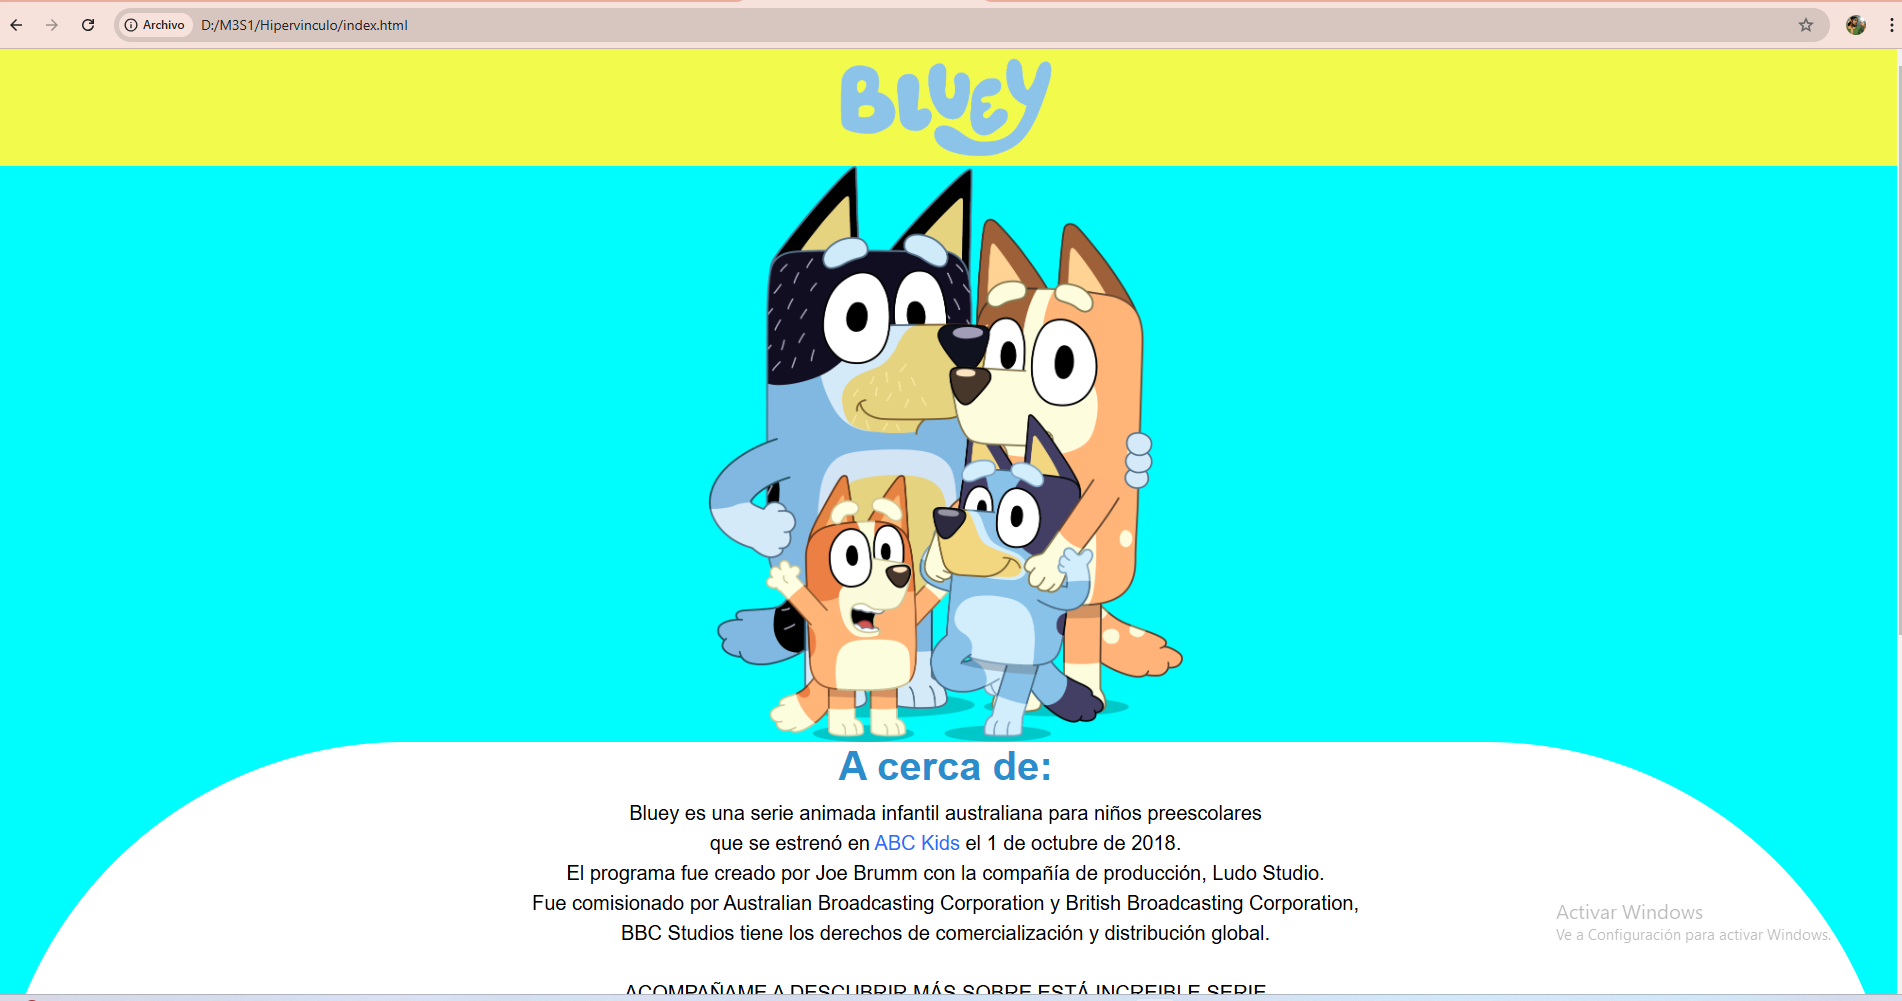 Archivo D:/M3S1/Hipervinculo/index.html
BLUEY
A cerca de:
Bluey es una serie animada infantil australiana para niños preescolares
que se estrenó en ABC Kids el 1 de octubre de 2018.
El programa fue creado por Joe Brumm con la compañía de producción, Ludo Studio.
Fue comisionado por Australian Broadcasting Corporation y British Broadcasting Corporation,
BBC Studios tiene los derechos de comercialización y distribución global.
ACOMPAÑAME A DESCUBRIR MÁS SOBRE ESTÁ INCREIBLE SERIE
Activar Windows
Ve a Configuración para activar Windows.